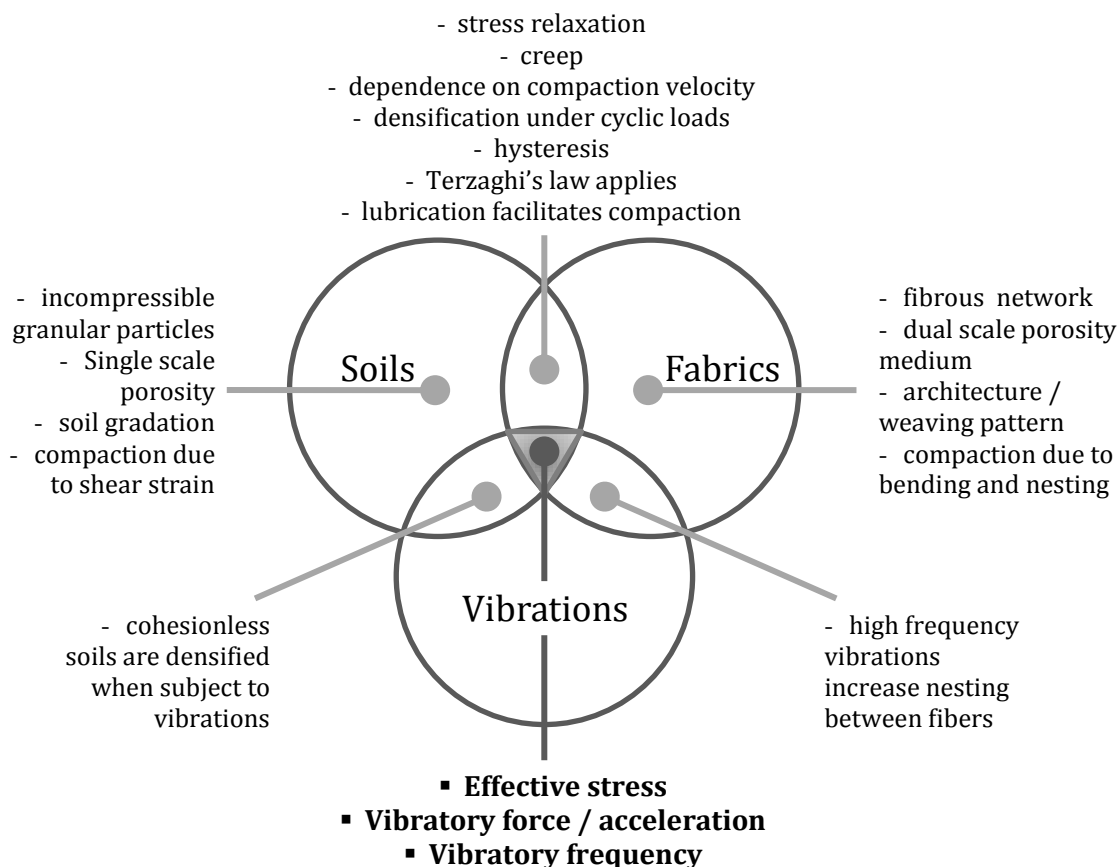 - stress relaxation
- creep
- dependence on compaction velocity
- densification under cyclic loads
- hysteresis
- Terzaghi’s law applies
- lubrication facilitates compaction
- incompressible
granular particles
- Single scale
porosity
- soil gradation
- compaction due
to shear strain
Soils
Fabrics
- fibrous network
- dual scale porosity
medium
- architecture /
weaving pattern
- compaction due to
bending and nesting
Vibrations
- cohesionless
soils are densified
when subject to
vibrations
- high frequency
vibrations
increase nesting
between fibers
▪ Effective stress
▪ Vibratory force / acceleration
▪ Vibratory frequency